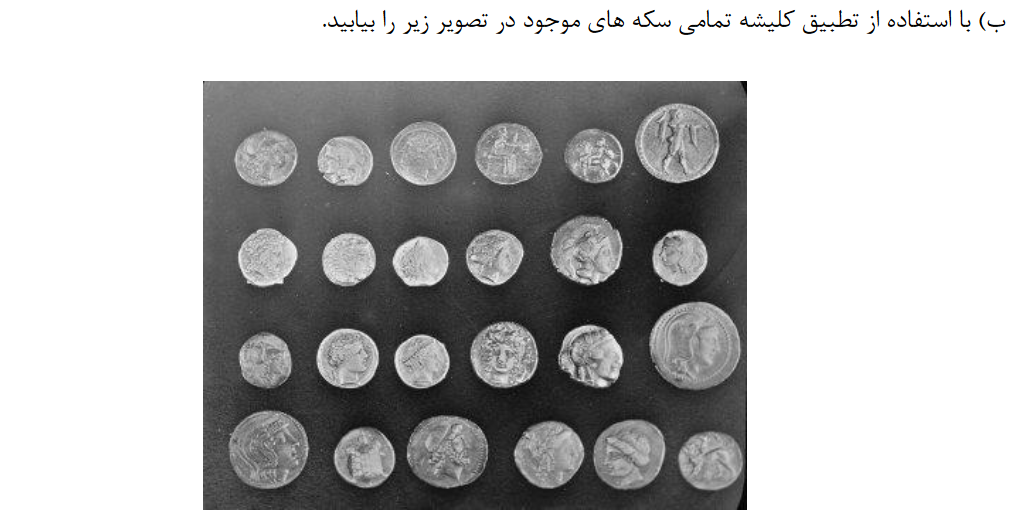 ب) با استفاده از تطبیق کلیشه تمامی سکه های موجود در تصویر زیر را بیابید.